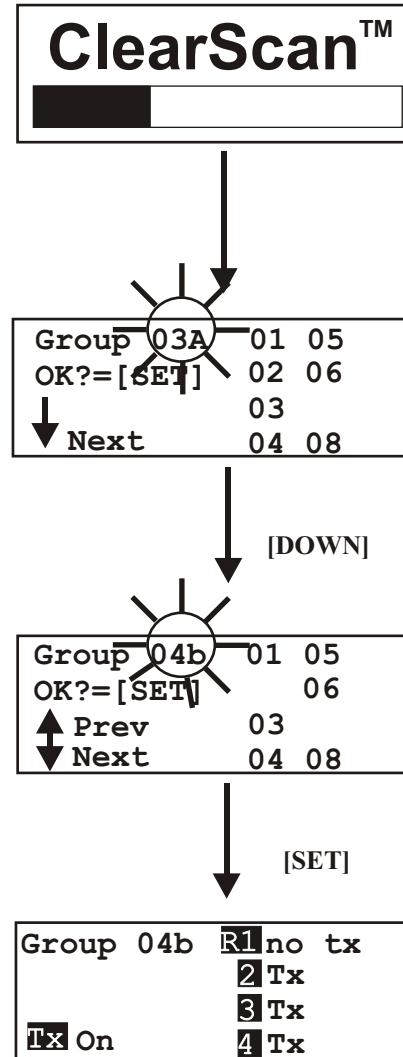 ClearScan™
Group 03A 01 05
OK?=[SET] 02 06
03
Next 04 08
[DOWN]
Group 04b 01 05
OK?=[SET] 06
Prev 03
Next 04 08
[SET]
Group 04b R1 no tx
2 Tx
3 Tx
Tx On 4 Tx